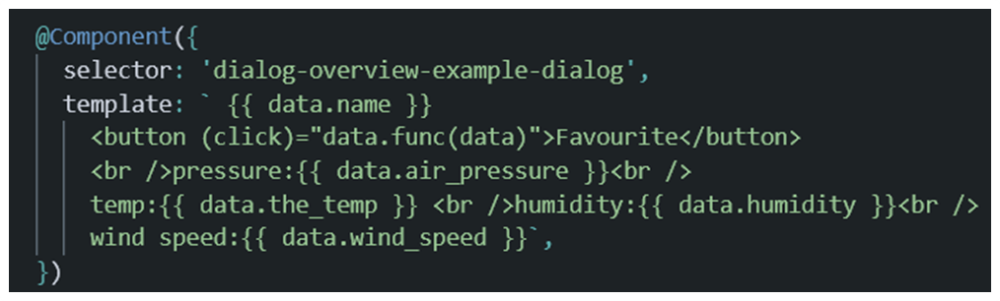 @Component({
selector: 'dialog-overview-example-dialog',
template: ` {{ data.name }}
<button (click)="data.func(data)">Favourite</button>
<br />pressure:{{ data.air_pressure }}<br />
temp:{{ data.the_temp }} <br />humidity:{{ data.humidity }}<br />
wind speed:{{ data.wind_speed }}`,
})